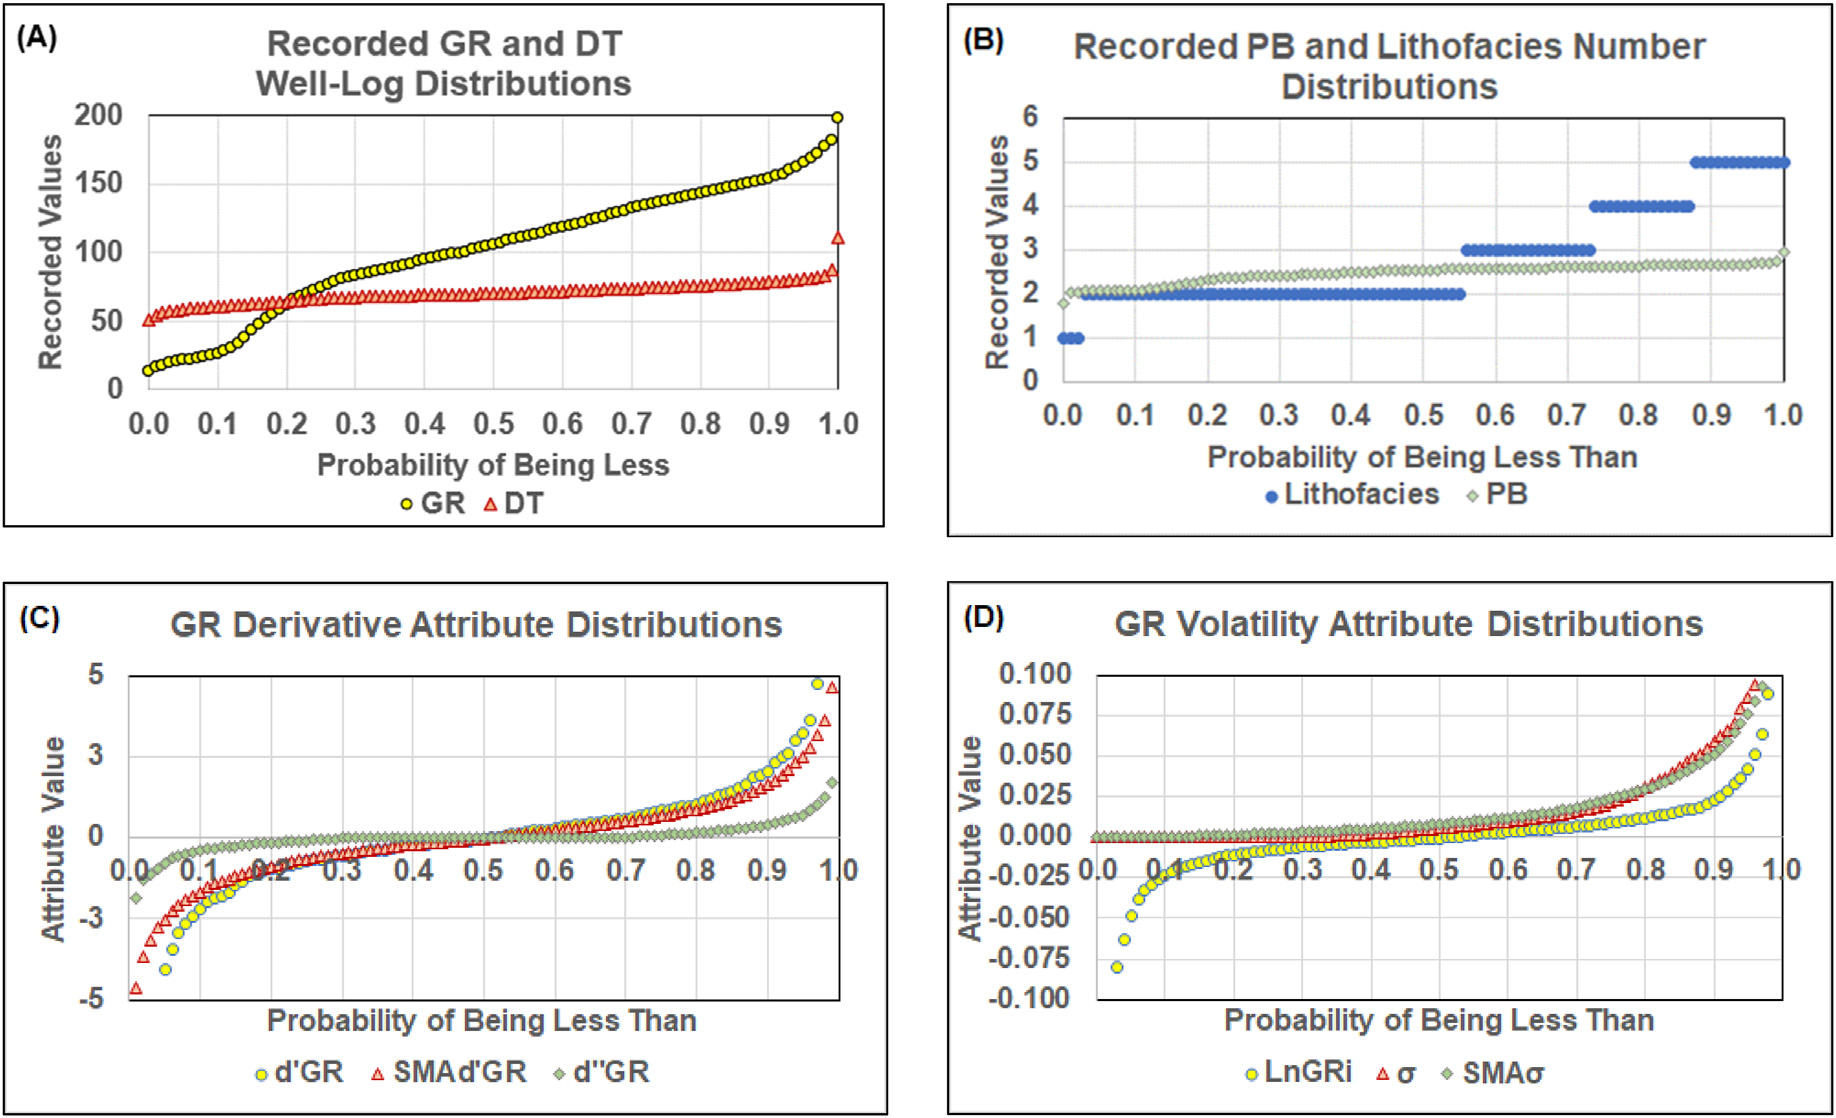 (A)
Recorded GR and DT
Well-Log Distributions
Recorded Values
200
150
100
50
0
0.0 0.1 0.2 0.3 0.4 0.5 0.6 0.7 0.8 0.9 1.0
Probability of Being Less
GR DT
(B)
Recorded PB and Lithofacies Number
Distributions
Recorded Values
6
5
4
3
2
1
0
0.0 0.1 0.2 0.3 0.4 0.5 0.6 0.7 0.8 0.9 1.0
Probability of Being Less Than
Lithofacies PB
(C)
GR Derivative Attribute Distributions
Attribute Value
5
3
0
-3
-5
0.0 0.1 0.2 0.3 0.4 0.5 0.6 0.7 0.8 0.9 1.0
Probability of Being Less Than
d'GR SMAd'GR d''GR
(D)
GR Volatility Attribute Distributions
Attribute Value
0.100
0.075
0.050
0.025
0.000
-0.025
-0.050
-0.075
-0.100
0.0 0.1 0.2 0.3 0.4 0.5 0.6 0.7 0.8 0.9 1.0
Probability of Being Less Than
LnGRi σ SMAσ